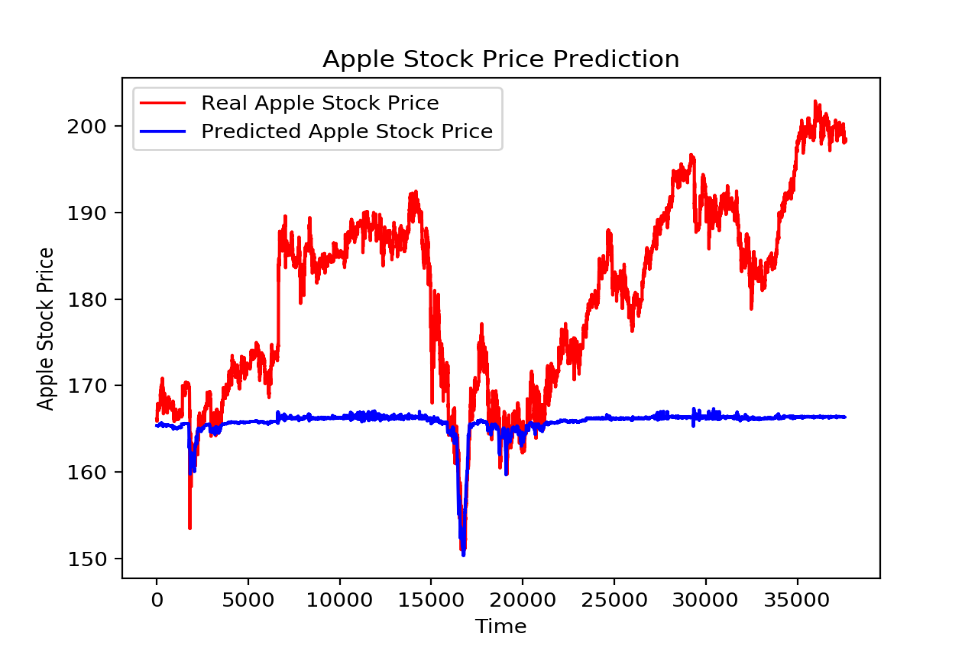 Apple Stock Price Prediction
Real Apple Stock Price
Predicted Apple Stock Price
Apple Stock Price
200
190
180
170
160
150
0 5000 10000 15000 20000 25000 30000 35000
Time